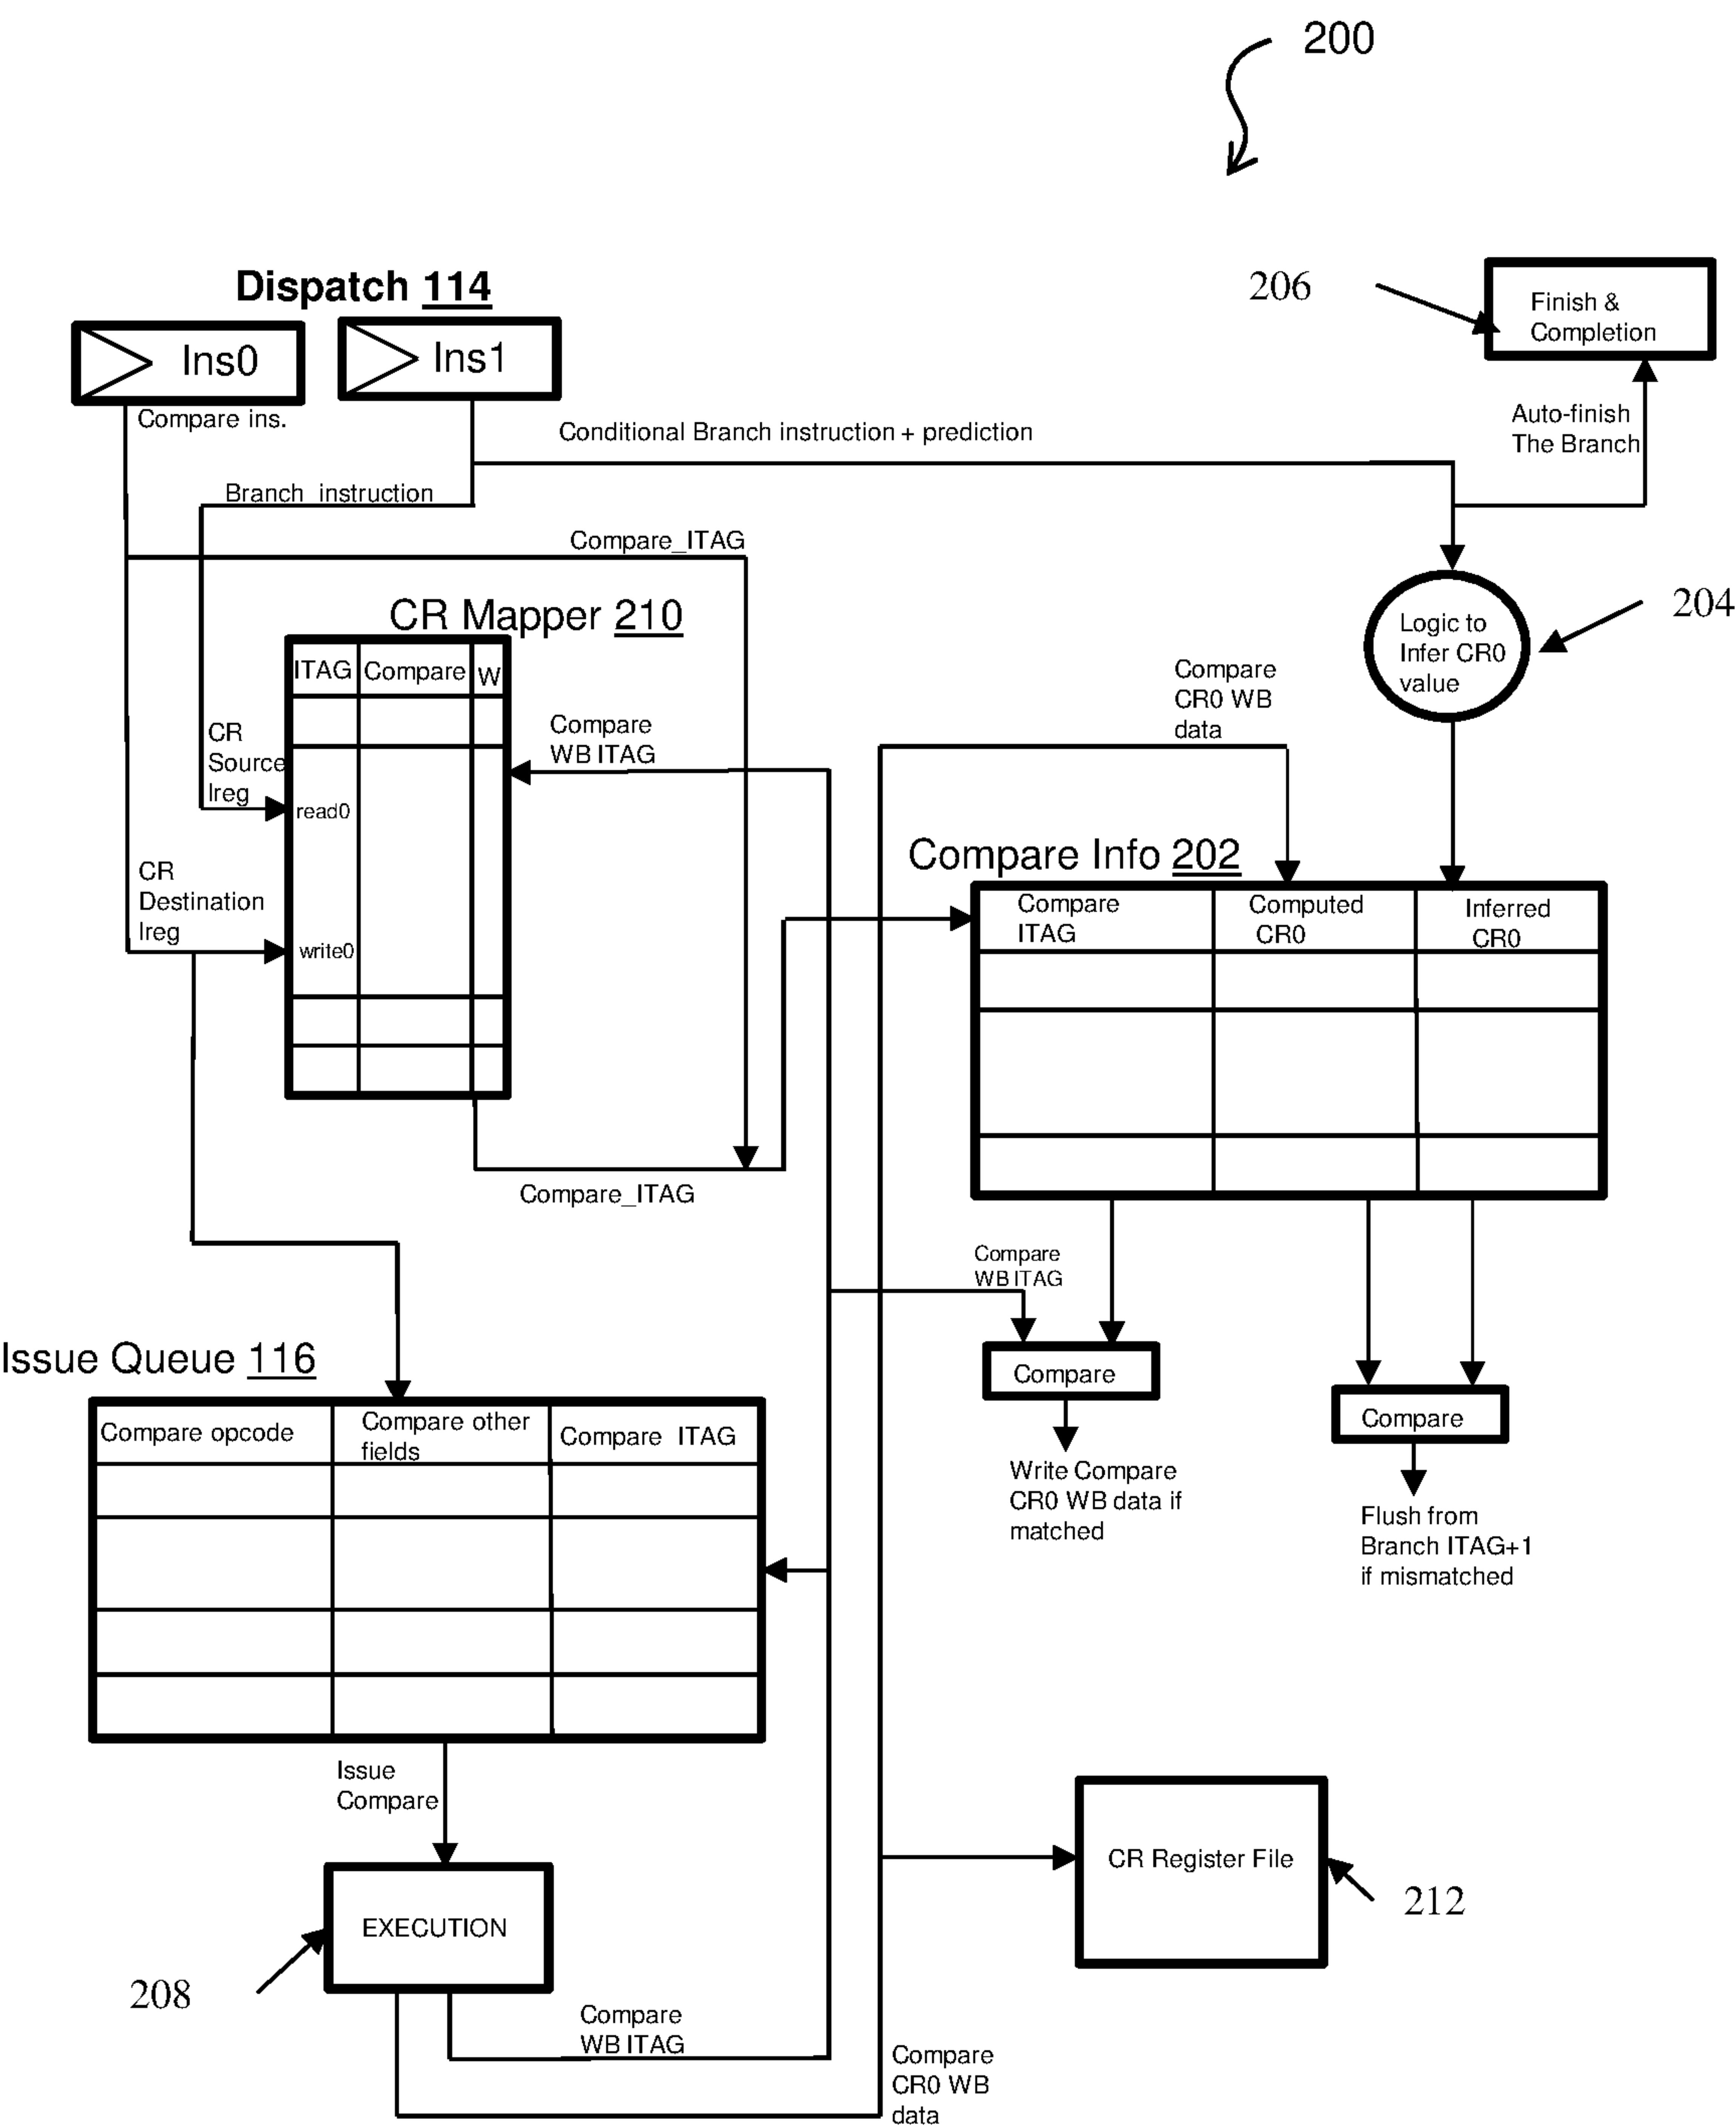 200
Dispatch 114
206
Finish &
Completion
Ins0
Ins1
Compare ins.
Conditional Branch instruction + prediction
Auto-finish
The Branch
Branch instruction
Compare_ITAG
CR Mapper 210
204
Logic to
Infer CR0
value
ITAG
Compare
W
Compare
CR0 WB
data
CR
Source
Ireg
Compare
WB ITAG
read0
Compare Info 202
CR
Destination
Ireg
write0
Compare
ITAG
Computed
CR0
Inferred
CR0
Compare_ITAG
Compare
WB ITAG
Issue Queue 116
Compare
Compare
Compare opcode
Compare other
fields
Compare ITAG
Write Compare
CR0 WB data if
matched
Flush from
Branch ITAG+1
if mismatched
Issue
Compare
CR Register File
212
EXECUTION
208
Compare
WB ITAG
Compare
CR0 WB
data